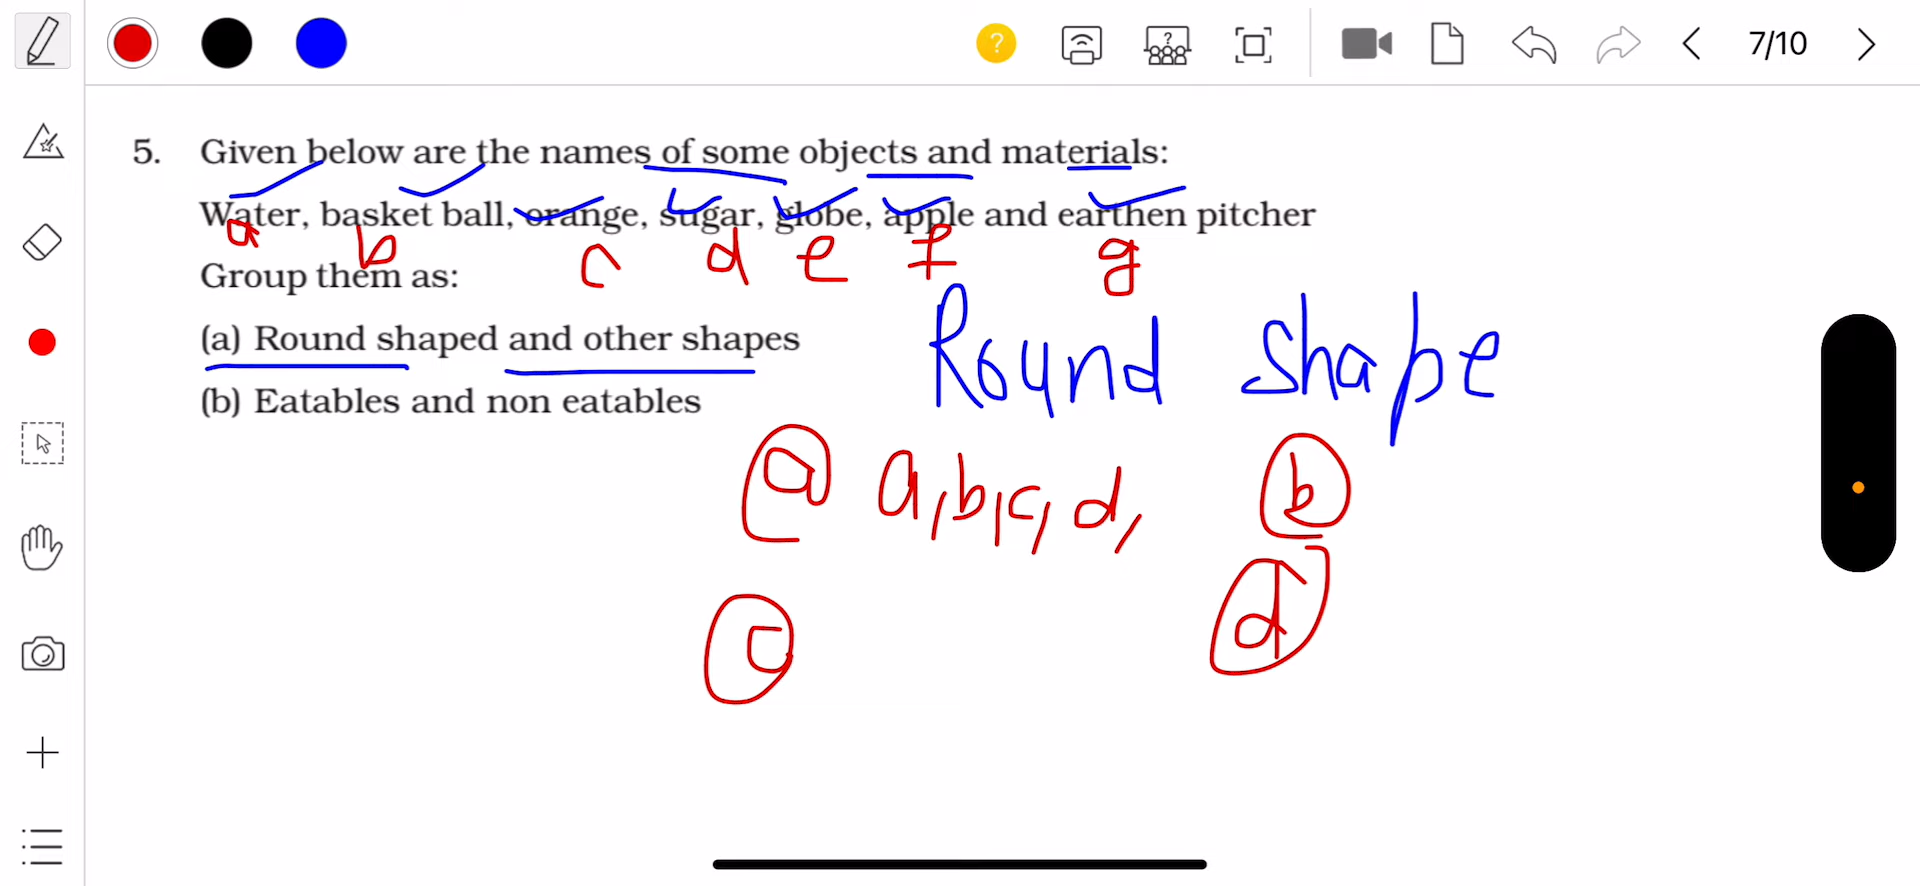 7/10
5. Given below are the names of some objects and materials:
Water, basket ball, orange, sugar, globe, apple and earthen pitcher
a b c d e f g
Group them as:
(a) Round shaped and other shapes
Round Shape
(b) Eatables and non eatables
a a,b,c,d, b
c d